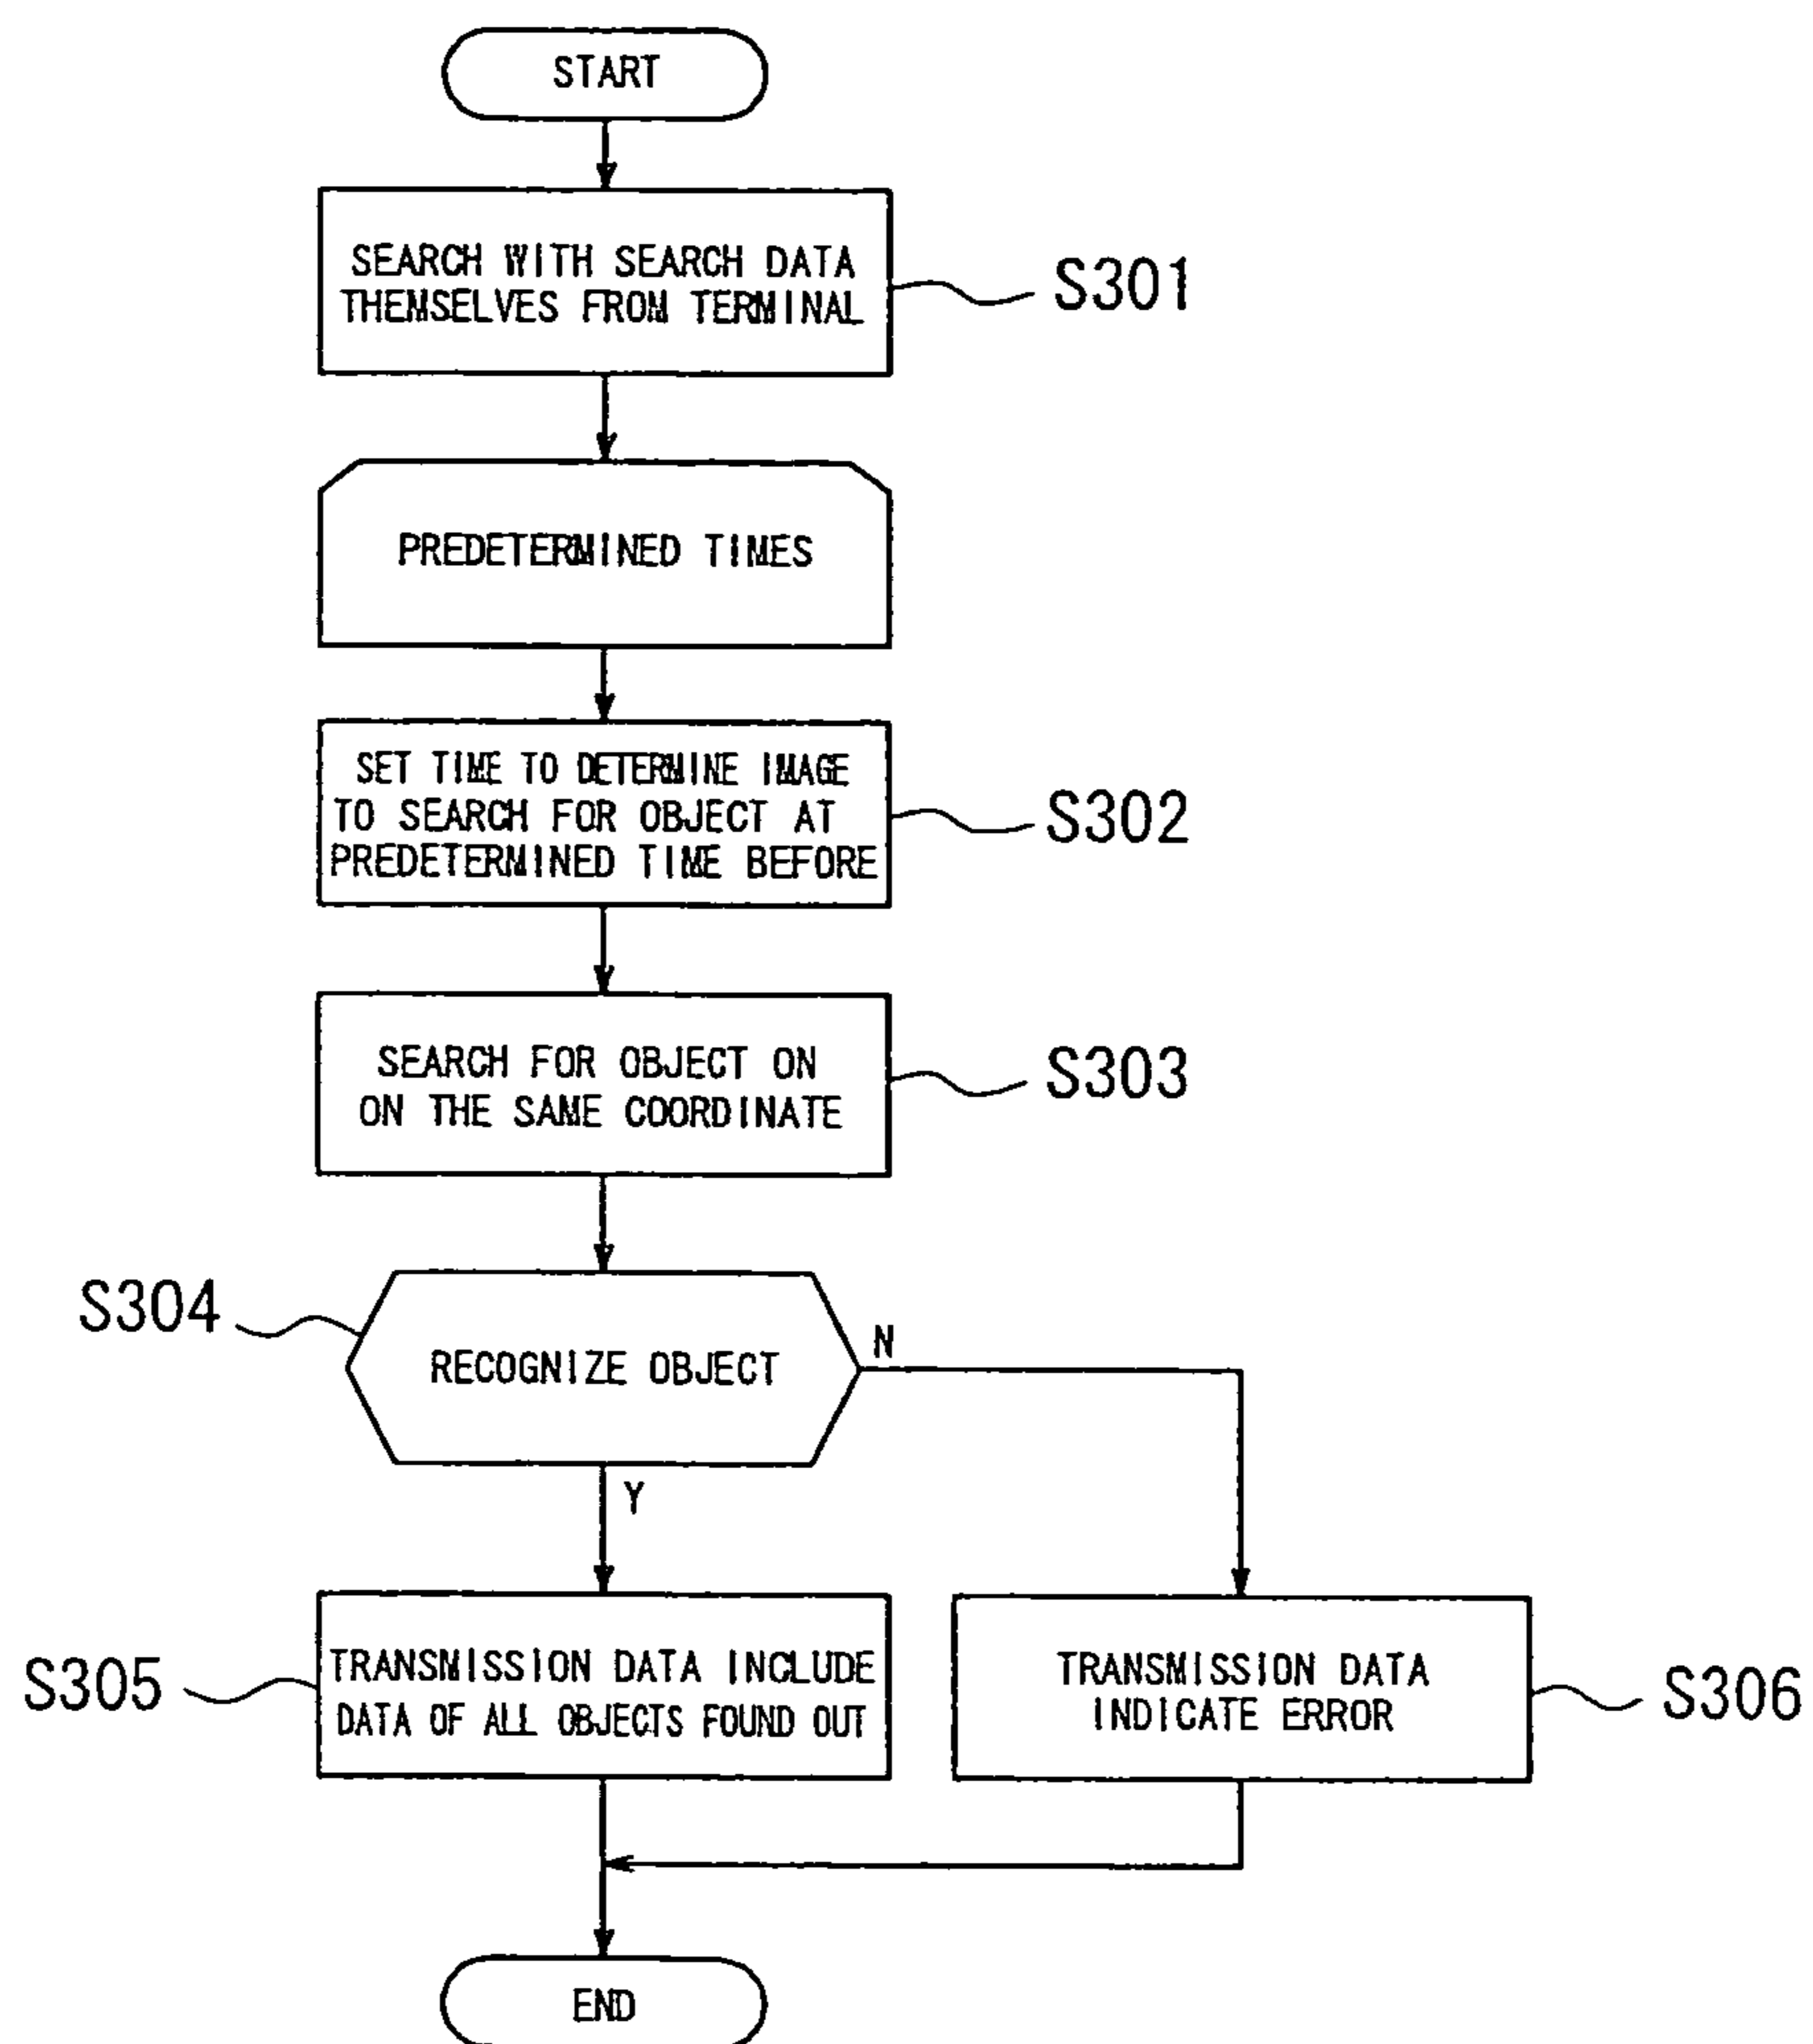 START
SEARCH WITH SEARCH DATA
THEMSELVES FROM TERMINAL
S301
PREDETERMINED TIMES
SET TIME TO DETERMINE IMAGE
TO SEARCH FOR OBJECT AT
PREDETERMINED TIME BEFORE
S302
SEARCH FOR OBJECT ON
ON THE SAME COORDINATE
S303
S304
RECOGNIZE OBJECT
N
Y
S305
TRANSMISSION DATA INCLUDE
DATA OF ALL OBJECTS FOUND OUT
TRANSMISSION DATA
INDICATE ERROR
S306
END